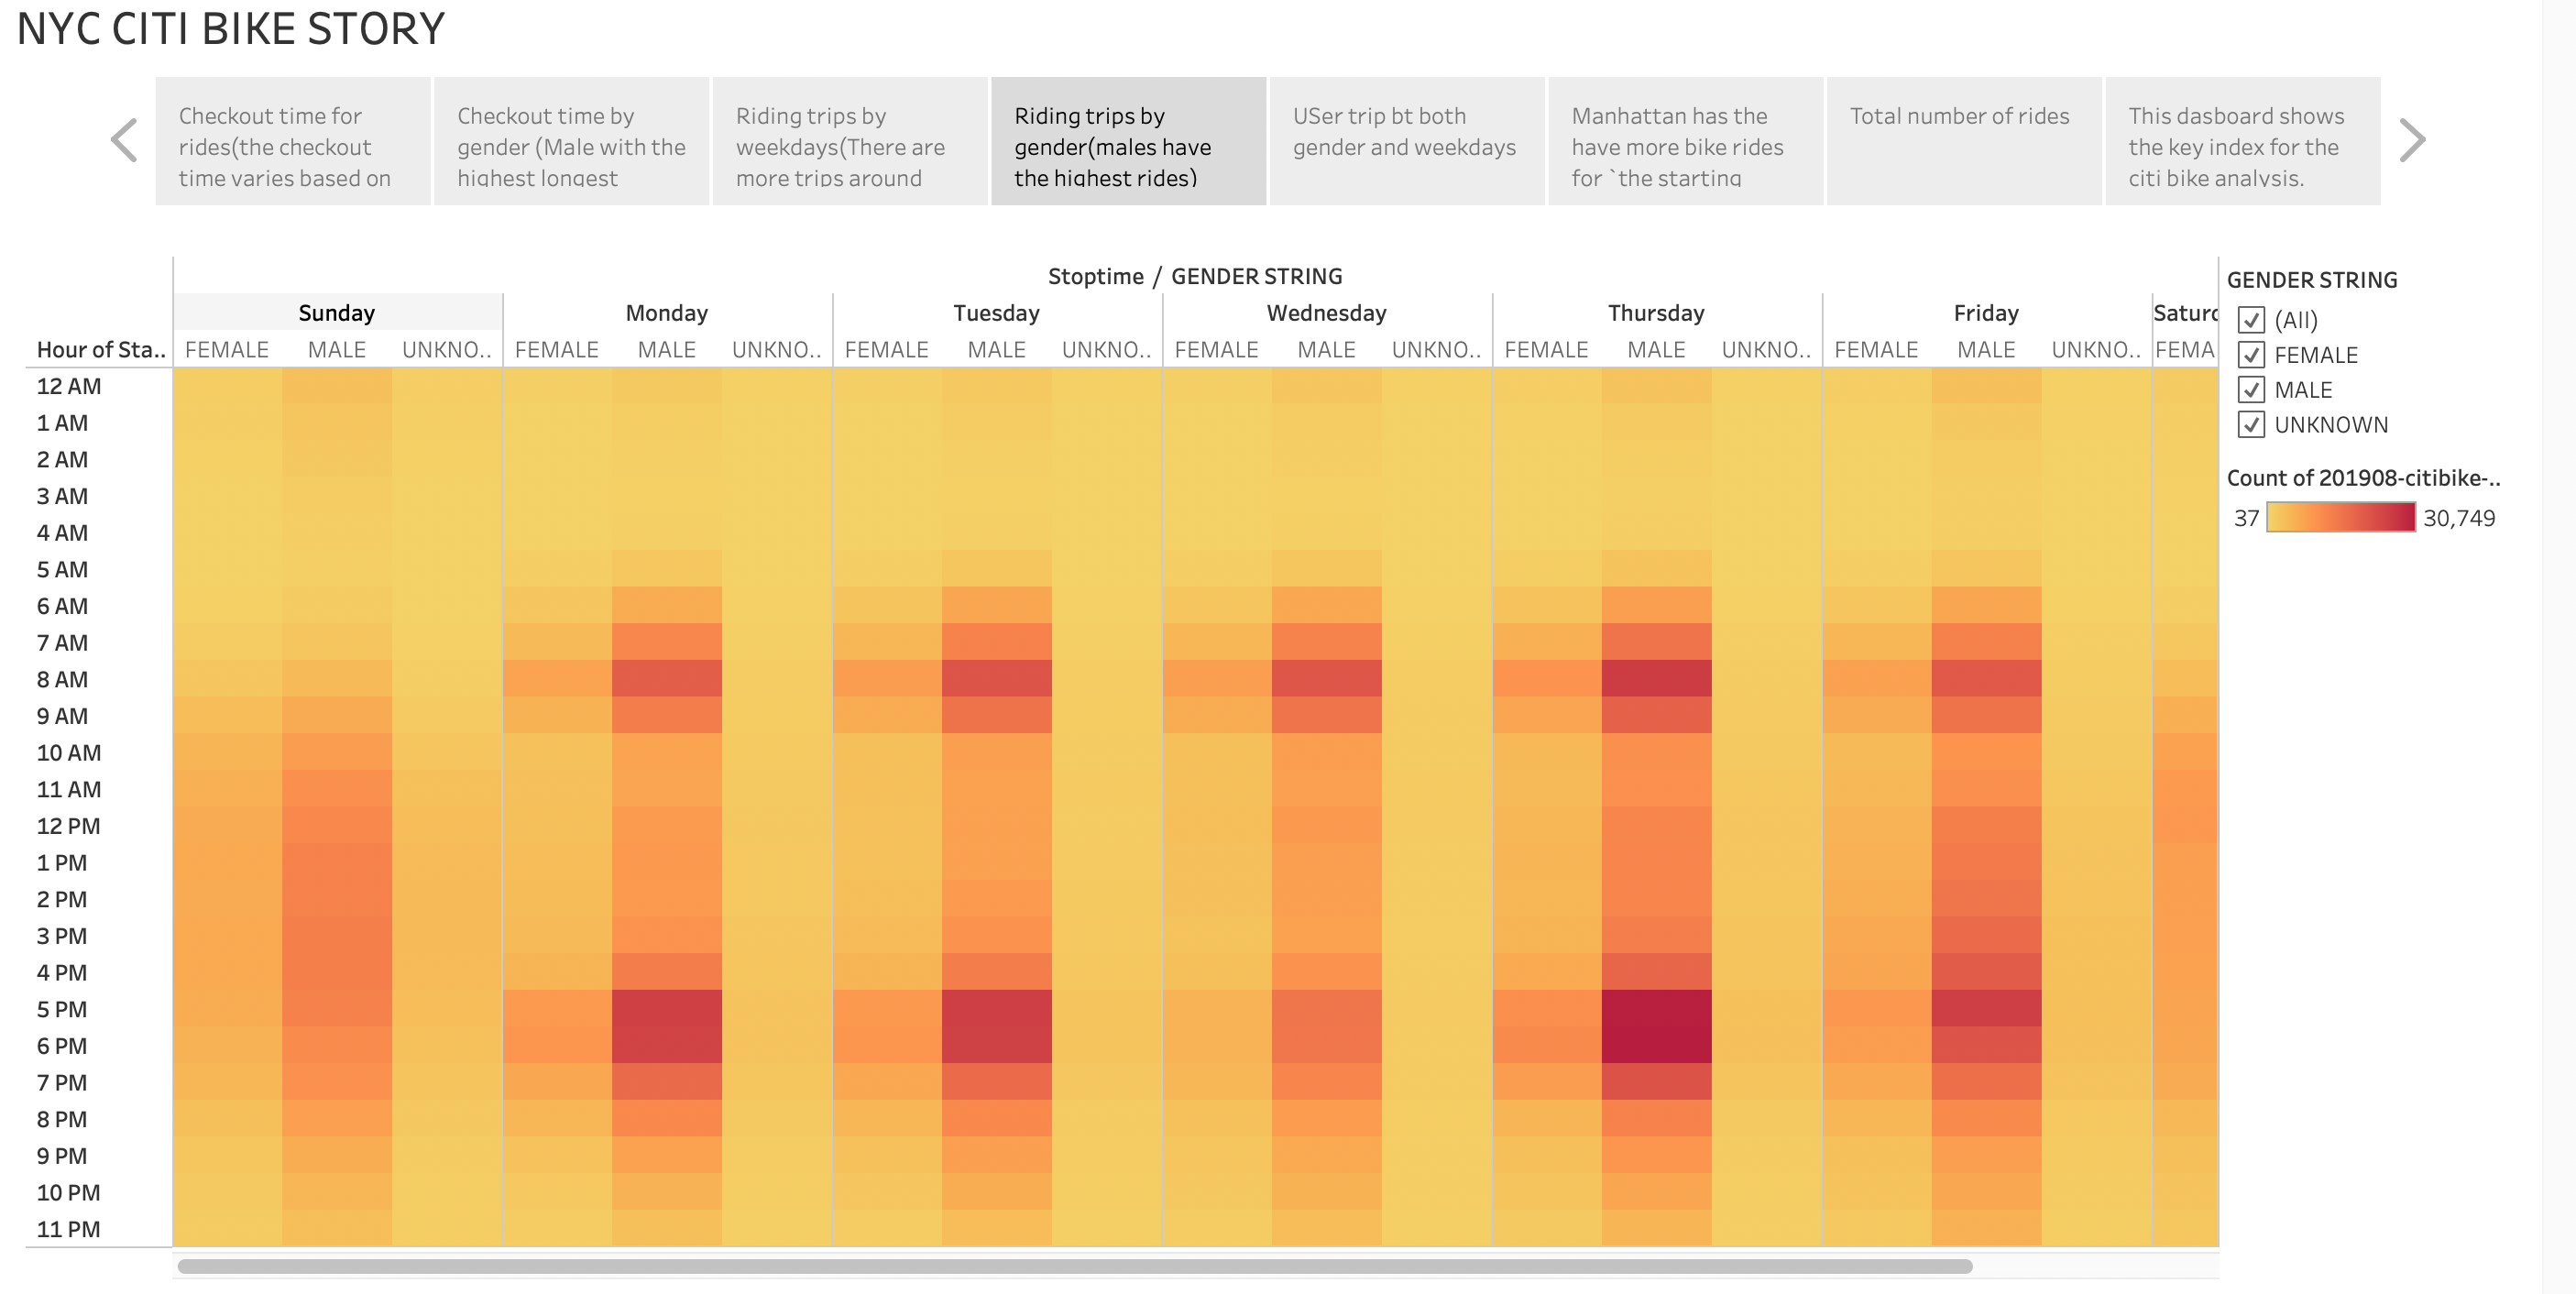 NYC CITI BIKE STORY
Checkout time for
rides(the checkout
time varies based on
Checkout time by
gender (Male with the
highest longest
Riding trips by
weekdays(There are
more trips around
Riding trips by
gender(males have
the highest rides)
USer trip bt both
gender and weekdays
Manhattan has the
have more bike rides
for `the starting
Total number of rides
This dasboard shows
the key index for the
citi bike analysis.
Stoptime / GENDER STRING
Sunday Monday Tuesday Wednesday Thursday Friday Saturd
Hour of Sta.. FEMALE MALE UNKNO.. FEMALE MALE UNKNO.. FEMALE MALE UNKNO.. FEMALE MALE UNKNO.. FEMALE MALE UNKNO.. FEMALE MALE UNKNO.. FEMA
12 AM
1 AM
2 AM
3 AM
4 AM
5 AM
6 AM
7 AM
8 AM
9 AM
10 AM
11 AM
12 PM
1 PM
2 PM
3 PM
4 PM
5 PM
6 PM
7 PM
8 PM
9 PM
10 PM
11 PM
GENDER STRING
(All)
FEMALE
MALE
UNKNOWN
Count of 201908-citibike-..
37 30,749